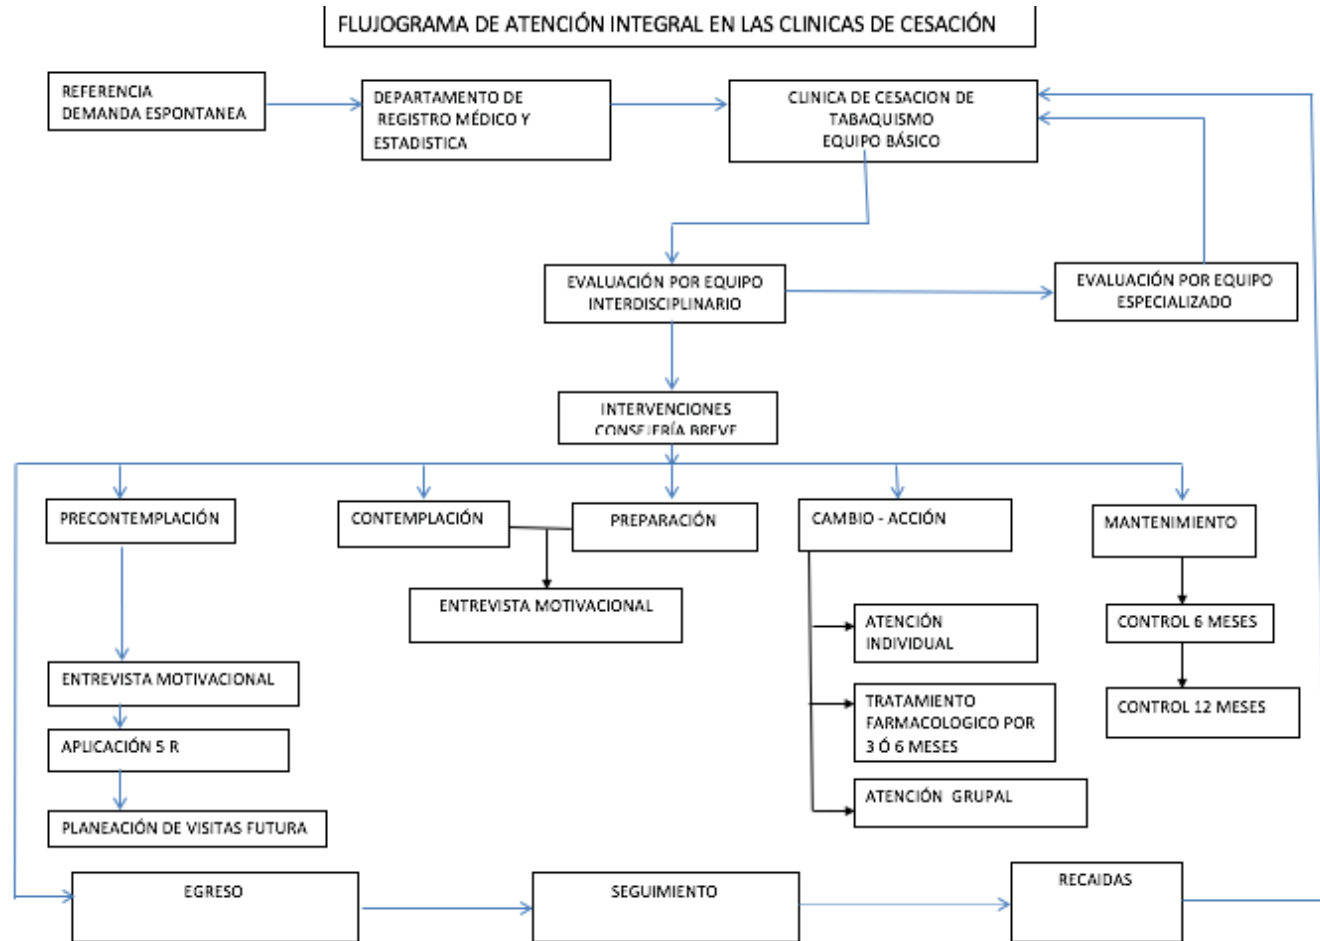 FLUJOGRAMA DE ATENCIÓN INTEGRAL EN LAS CLINICAS DE CESACIÓN
REFERENCIA
DEMANDA ESPONTANEA
DEPARTAMENTO DE
REGISTRO MÉDICO Y
ESTADISTICA
CLINICA DE CESACION DE
TABAQUISMO
EQUIPO BÁSICO
EVALUACIÓN POR EQUIPO
INTERDISCIPLINARIO
EVALUACIÓN POR EQUIPO
ESPECIALIZADO
INTERVENCIONES
CONSEJERÍA BREVE
PRECONTEMPLACIÓN
CONTEMPLACIÓN
PREPARACIÓN
CAMBIO - ACCIÓN
MANTENIMIENTO
ENTREVISTA MOTIVACIONAL
ATENCIÓN
INDIVIDUAL
CONTROL 6 MESES
ENTREVISTA MOTIVACIONAL
TRATAMIENTO
FARMACOLOGICO POR
3 Ó 6 MESES
CONTROL 12 MESES
APLICACIÓN 5 R
ATENCIÓN GRUPAL
PLANEACIÓN DE VISITAS FUTURA
EGRESO
SEGUIMIENTO
RECAIDAS